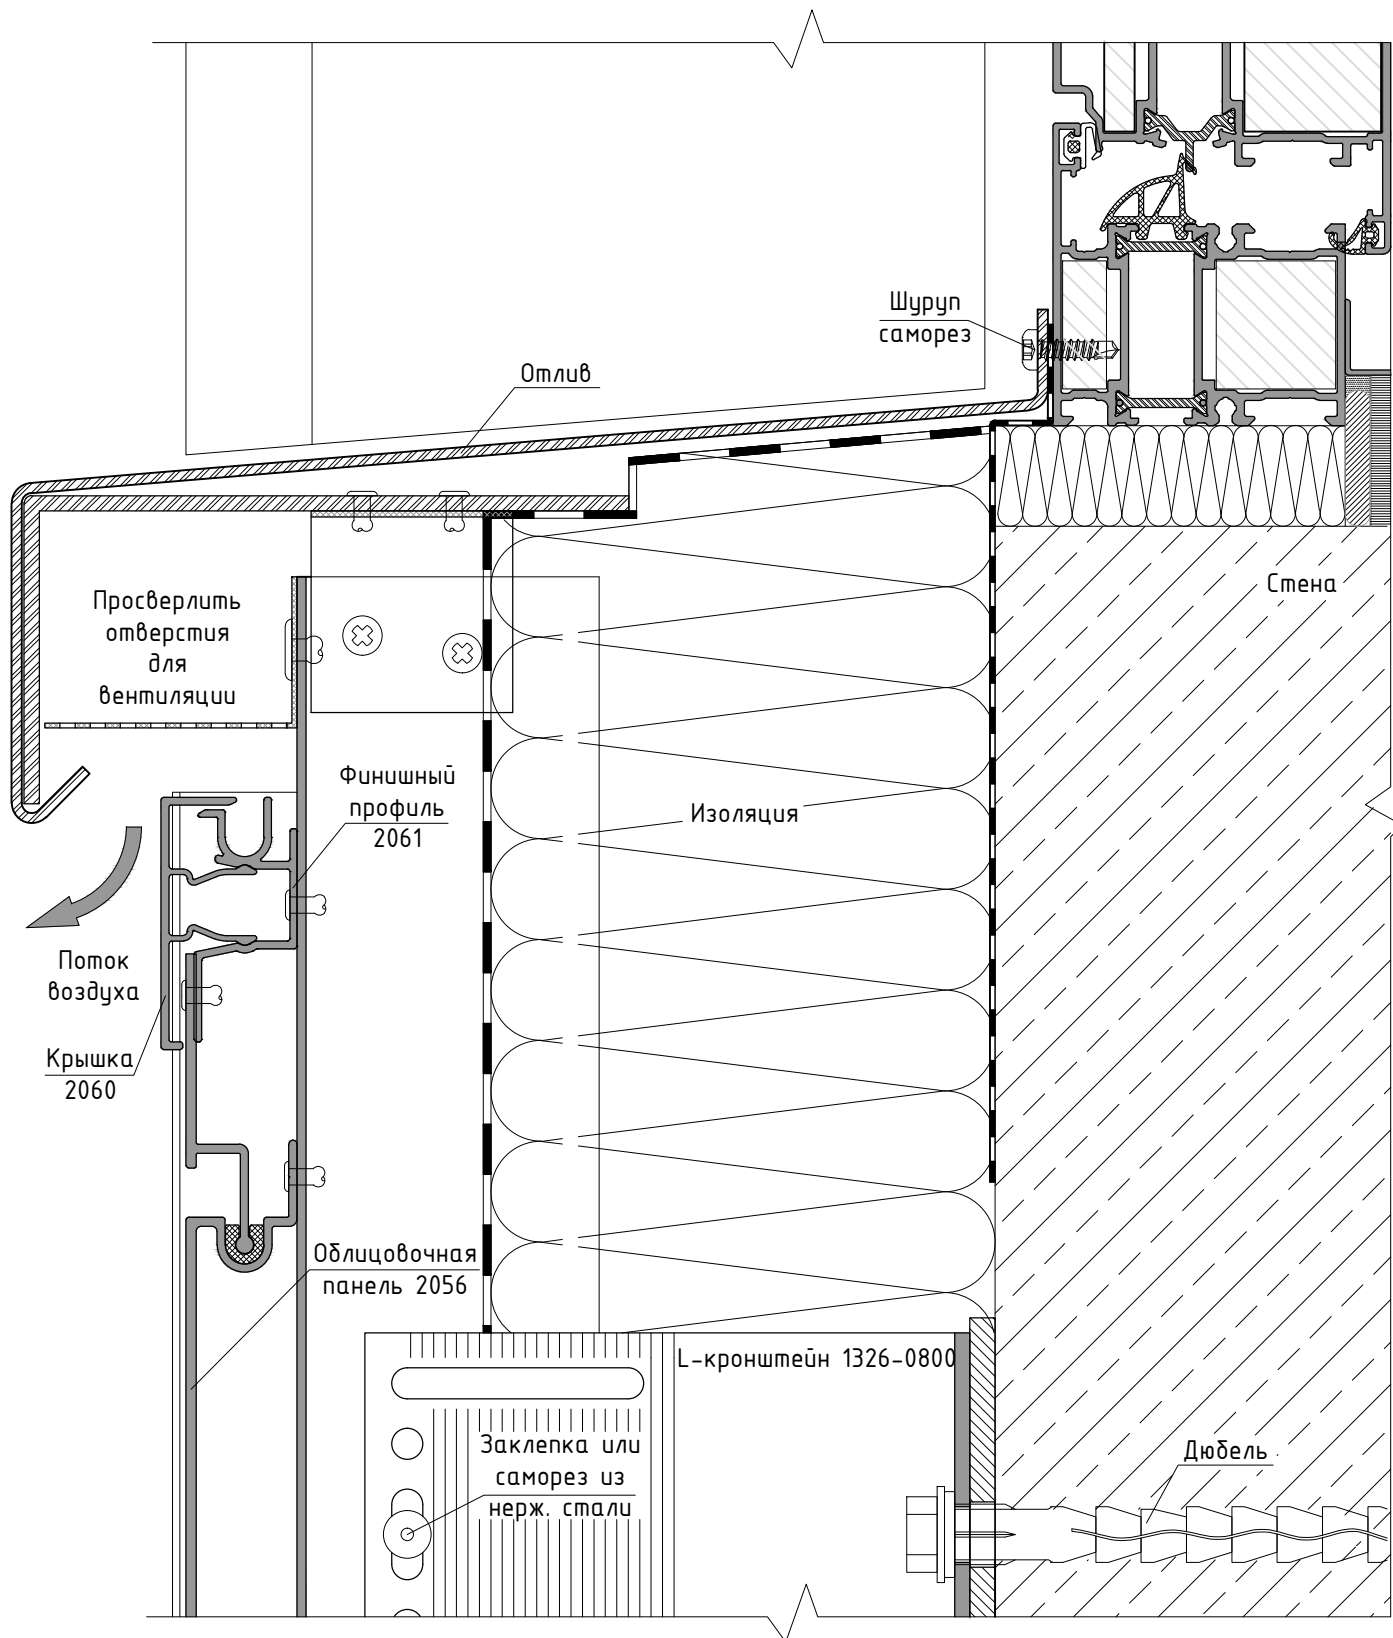 Шуруп
саморез
Отлив
Стена
Просверлить
отверстия
для
вентиляции
Финишный
профиль
2061
Изоляция
Поток
воздуха
Крышка
2060
Облицовочная
панель 2056
L-кронштейн 1326-0800
Заклепка или
саморез из
нерж. стали
Дюбель